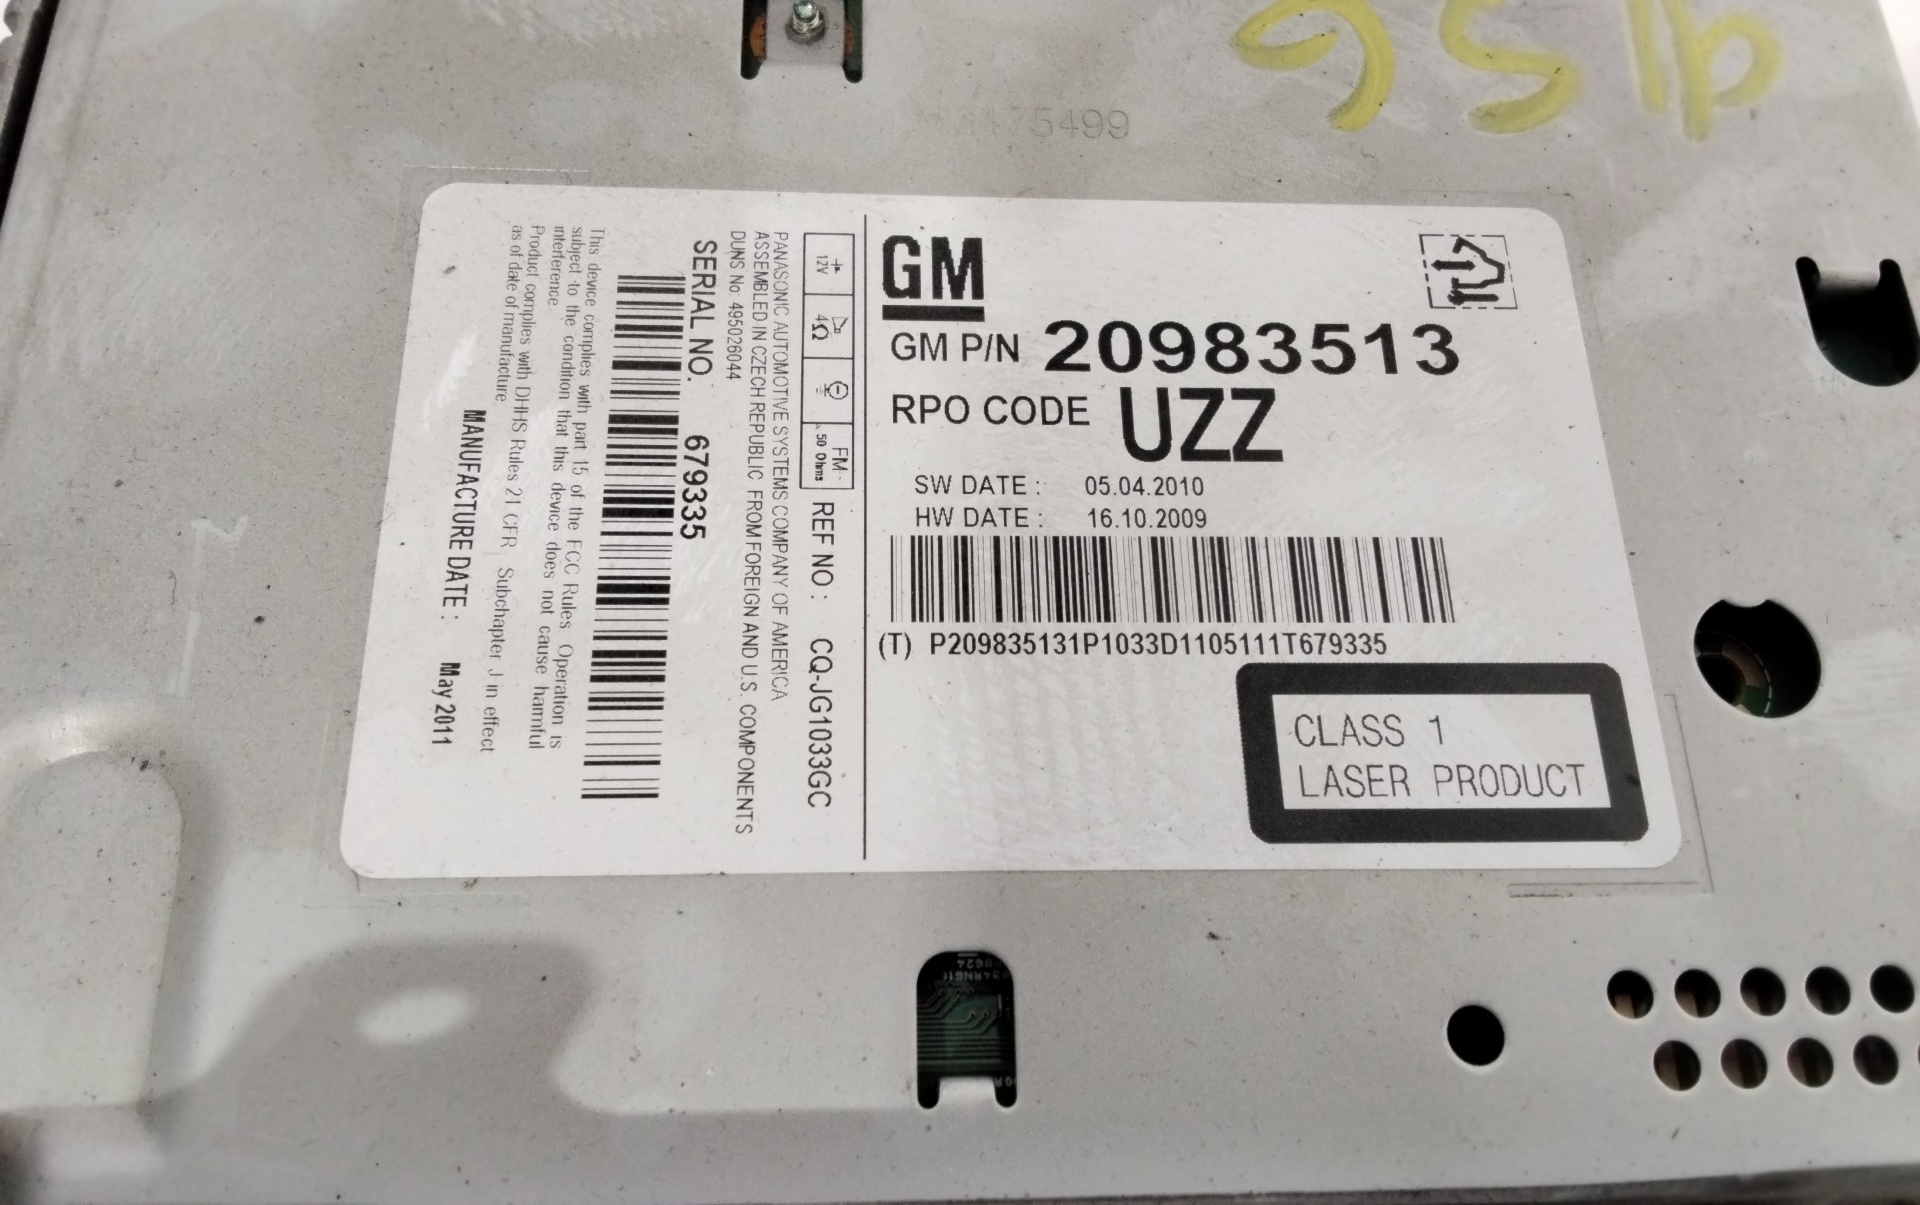 956
5499
GM
GM P/N 20983513
RPO CODE UZZ
SW DATE : 05.04.2010
HW DATE : 16.10.2009
(T) P209835131P1033D1105111T679335
CLASS 1
LASER PRODUCT
12V 4Ω FM 50 Ohms
REF NO : CQ-JG1033GC
PANASONIC AUTOMOTIVE SYSTEMS COMPANY OF AMERICA
ASSEMBLED IN CZECH REPUBLIC FROM FOREIGN AND U.S. COMPONENTS
DUNS No: 495026044
SERIAL NO. 679335
This device complies with part 15 of the FCC Rules Operation is
subject to the condition that this device does not cause harmful
interference
Product complies with DHHS Rules 21 CFR Subchapter J in effect
as of date of manufacture.
MANUFACTURE DATE : May 2011